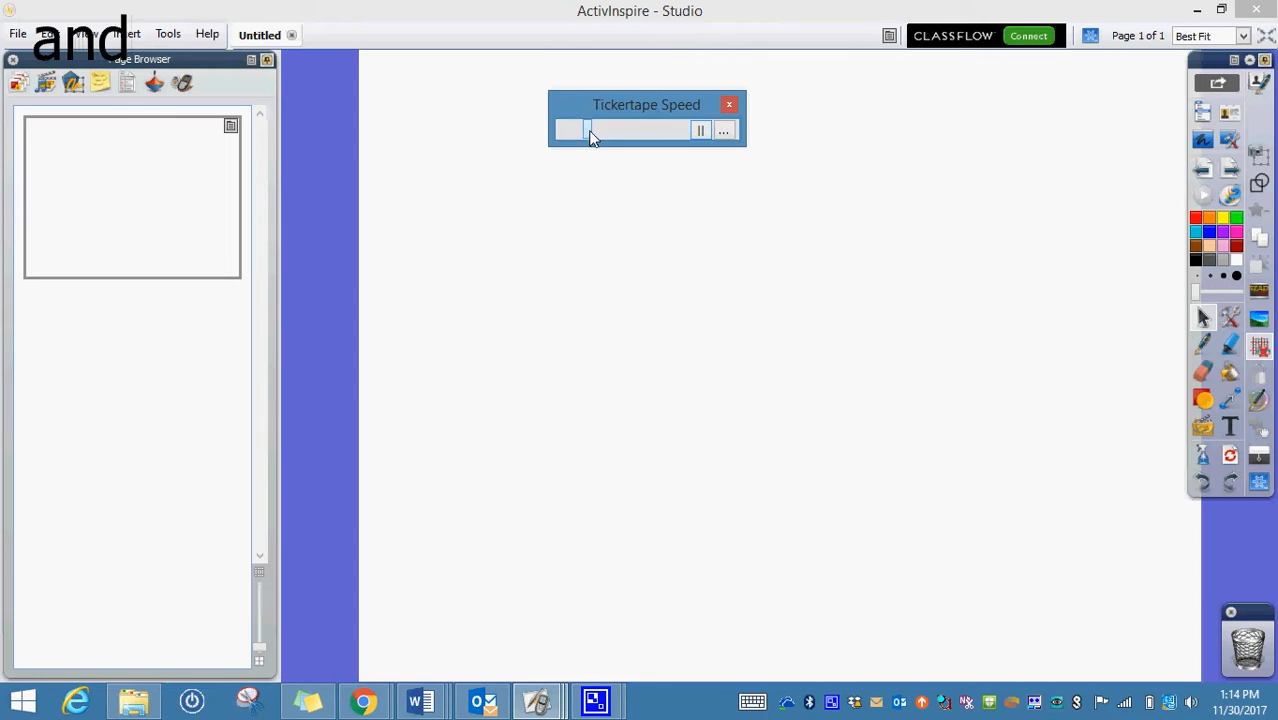 ActivInspire - Studio
and
File Insert Tools Help Untitled CLASSFLOW Connect Page 1 of 1 Best Fit
Page Browser
Tickertape Speed
...
1:14 PM
11/30/2017